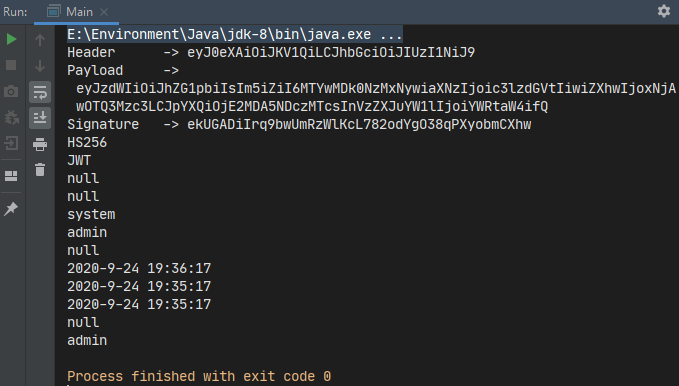 Run: Main
E:\Environment\Java\jdk-8\bin\java.exe ...
Header      -> eyJ0eXAiOiJKV1QiLCJhbGciOiJIUzI1NiJ9
Payload     ->
eyJzdWIiOiJhZG1pbiIsIm5iZiI6MTYwMDk0NzMxNywiaXNzIjoic3lzdGVtIiwiZXhwIjoxNjA
wOTQ3Mzc3LCJpYXQiOjE2MDA5NDczMTcsInVzZXJuYW1lIjoiYWRtaW4ifQ
Signature   -> ekUGADiIrq9bwUmRzWlKcL782odYgO38qPXyobmCXhw
HS256
JWT
null
null
system
admin
null
2020-9-24 19:36:17
2020-9-24 19:35:17
2020-9-24 19:35:17
null
admin
Process finished with exit code 0